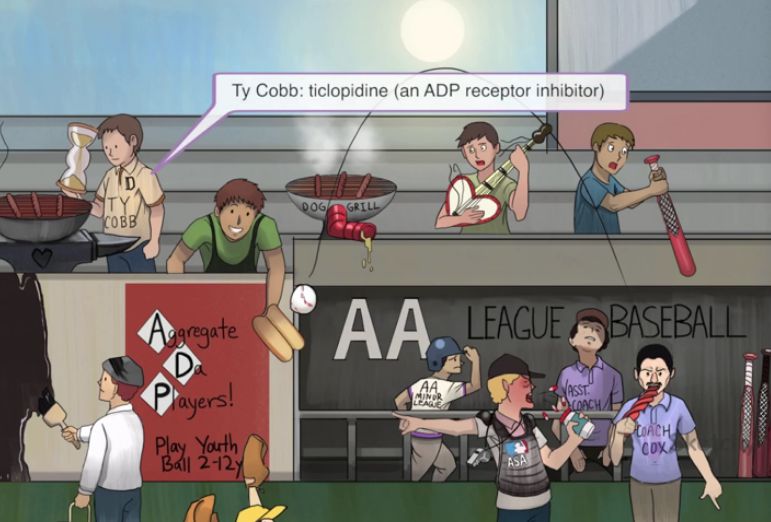 Ty Cobb: ticlopidine (an ADP receptor inhibitor)
D
TY
COBB
DOG GRILL
AA LEAGUE BASEBALL
Aggregate
Da
Players!
Play Youth
Ball 2-12y
AA
MINOR
LEAGUE
ASST.
COACH
ASA
COACH
COX